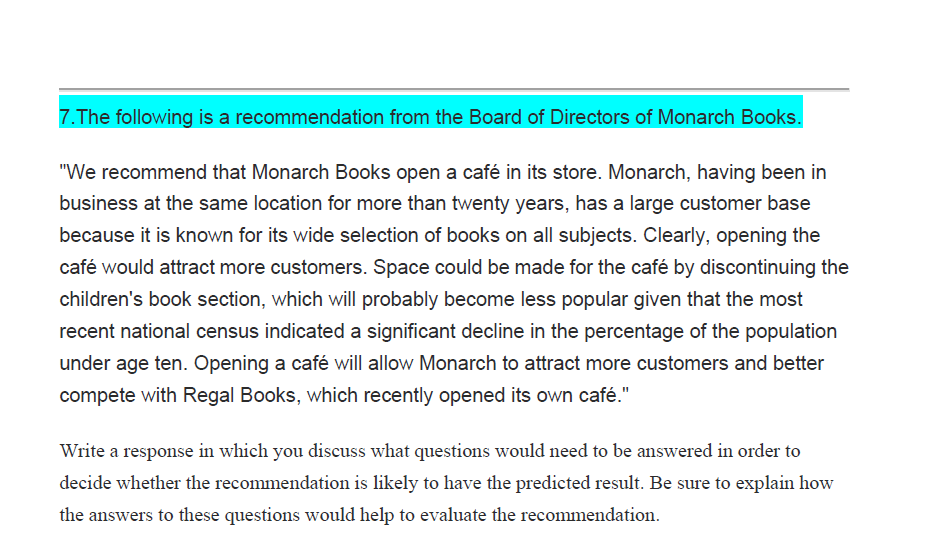 7.The following is a recommendation from the Board of Directors of Monarch Books.
"We recommend that Monarch Books open a café in its store. Monarch, having been in
business at the same location for more than twenty years, has a large customer base
because it is known for its wide selection of books on all subjects. Clearly, opening the
café would attract more customers. Space could be made for the café by discontinuing the
children's book section, which will probably become less popular given that the most
recent national census indicated a significant decline in the percentage of the population
under age ten. Opening a café will allow Monarch to attract more customers and better
compete with Regal Books, which recently opened its own café."
Write a response in which you discuss what questions would need to be answered in order to
decide whether the recommendation is likely to have the predicted result. Be sure to explain how
the answers to these questions would help to evaluate the recommendation.